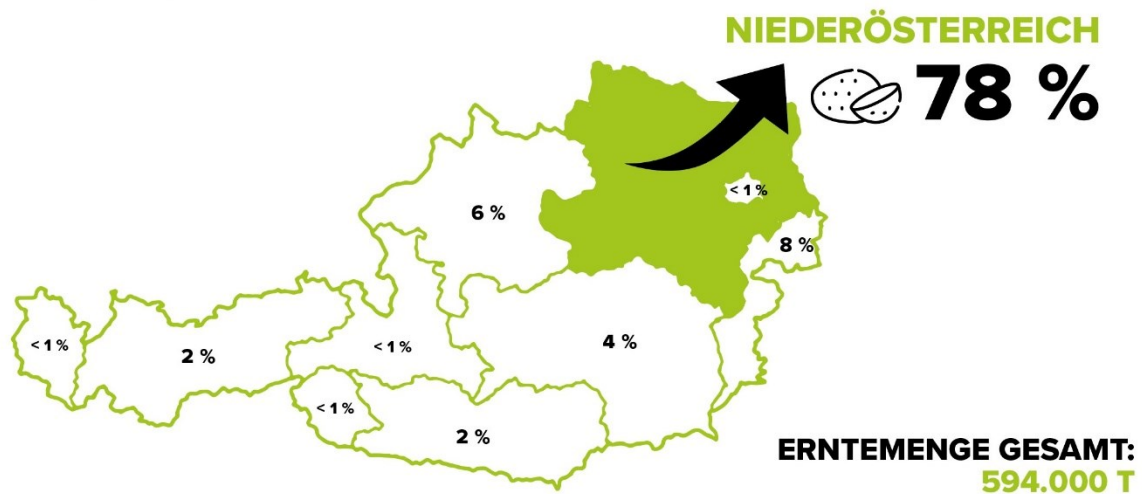 NIEDERÖSTERREICH
78 %
< 1 %
6 %
8 %
< 1 %
2 %
< 1 %
4 %
< 1 %
2 %
ERNTEMENGE GESAMT:
594.000 T